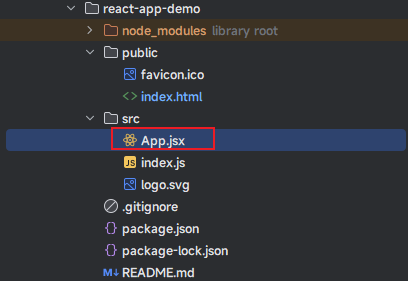 react-app-demo
node_modules library root
public
favicon.ico
<> index.html
src
App.jsx
JS index.js
logo.svg
.gitignore
{} package.json
{} package-lock.json
M↓ README.md